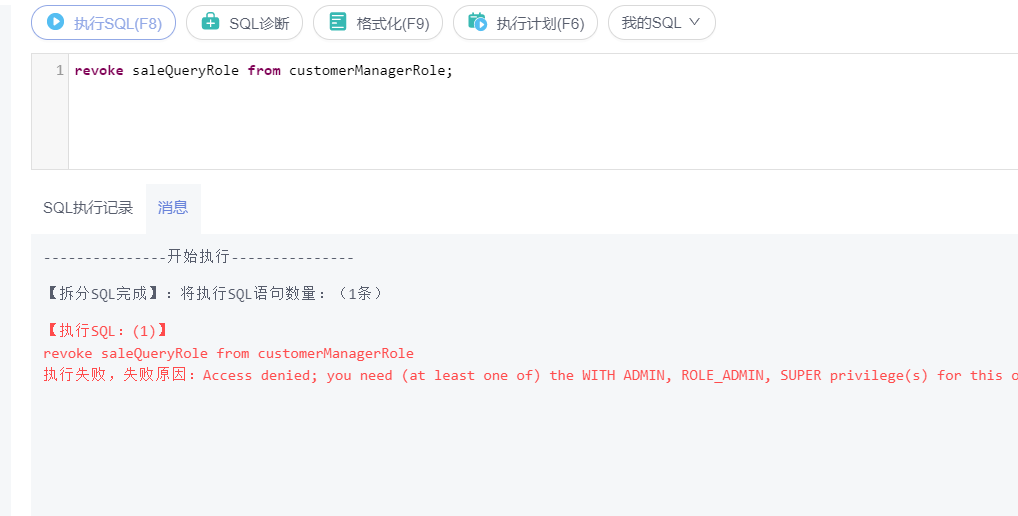 执行SQL(F8) SQL诊断 格式化(F9) 执行计划(F6) 我的SQL
1 revoke saleQueryRole from customerManagerRole;
SQL执行记录 消息
---------------开始执行---------------
【拆分SQL完成】：将执行SQL语句数量：（1条）
【执行SQL：(1)】
revoke saleQueryRole from customerManagerRole
执行失败，失败原因：Access denied; you need (at least one of) the WITH ADMIN, ROLE_ADMIN, SUPER privilege(s) for this